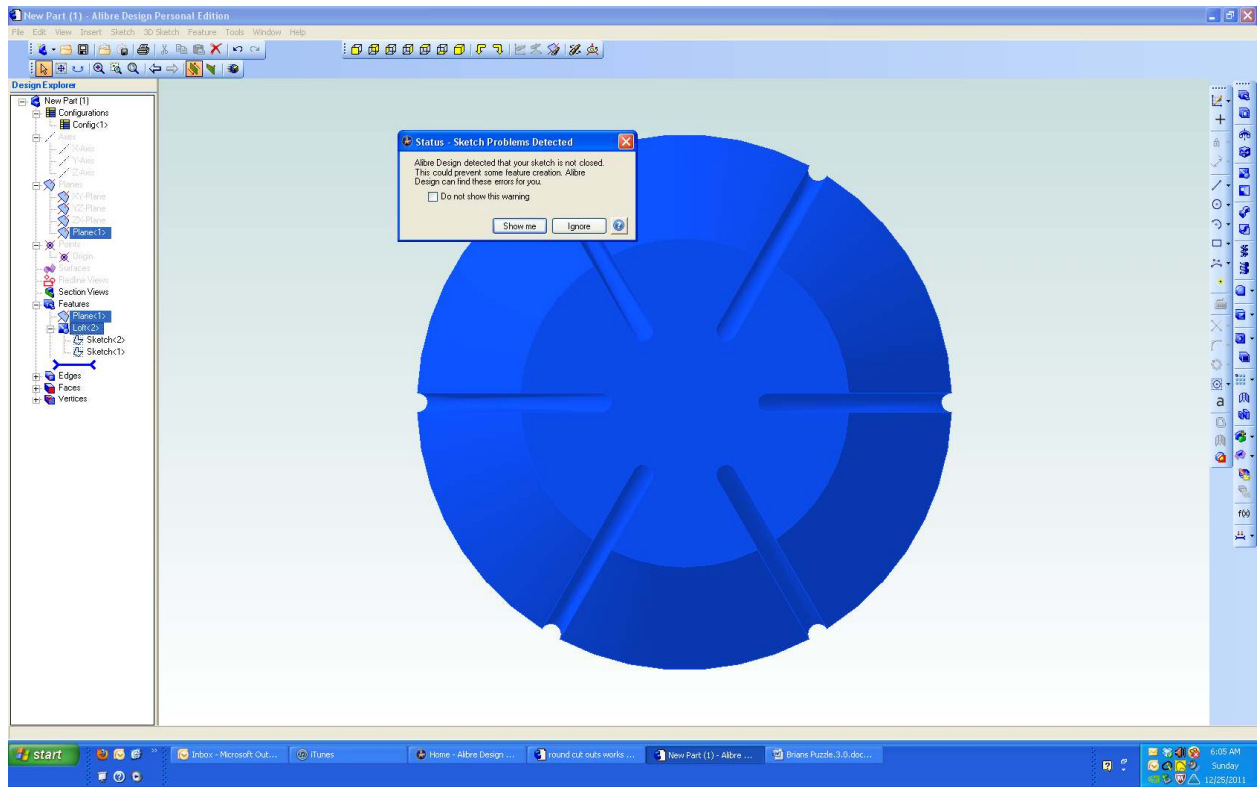 New Part (1) - Alibre Design Personal Edition
File Edit View Insert Sketch 3D Sketch Feature Tools Window Help
Design Explorer
New Part (1)
Configurations
Config<1>
Axes
X-Axis
Y-Axis
Z-Axis
Planes
XY-Plane
YZ-Plane
ZX-Plane
Plane<1>
Points
Origin
Surfaces
Redline Views
Section Views
Features
Plane<1>
Loft<2>
Sketch<2>
Sketch<1>
Edges
Faces
Vertices
Status - Sketch Problems Detected
Alibre Design detected that your sketch is not closed.
This could prevent some feature creation. Alibre
Design can find these errors for you.
Do not show this warning
Show me Ignore
a
f(x)
start
Inbox - Microsoft Out...
iTunes
Home - Alibre Design ...
round cut outs works ...
New Part (1) - Alibre ...
Brians Puzzle.3.0.doc...
6:05 AM
Sunday
12/25/2011